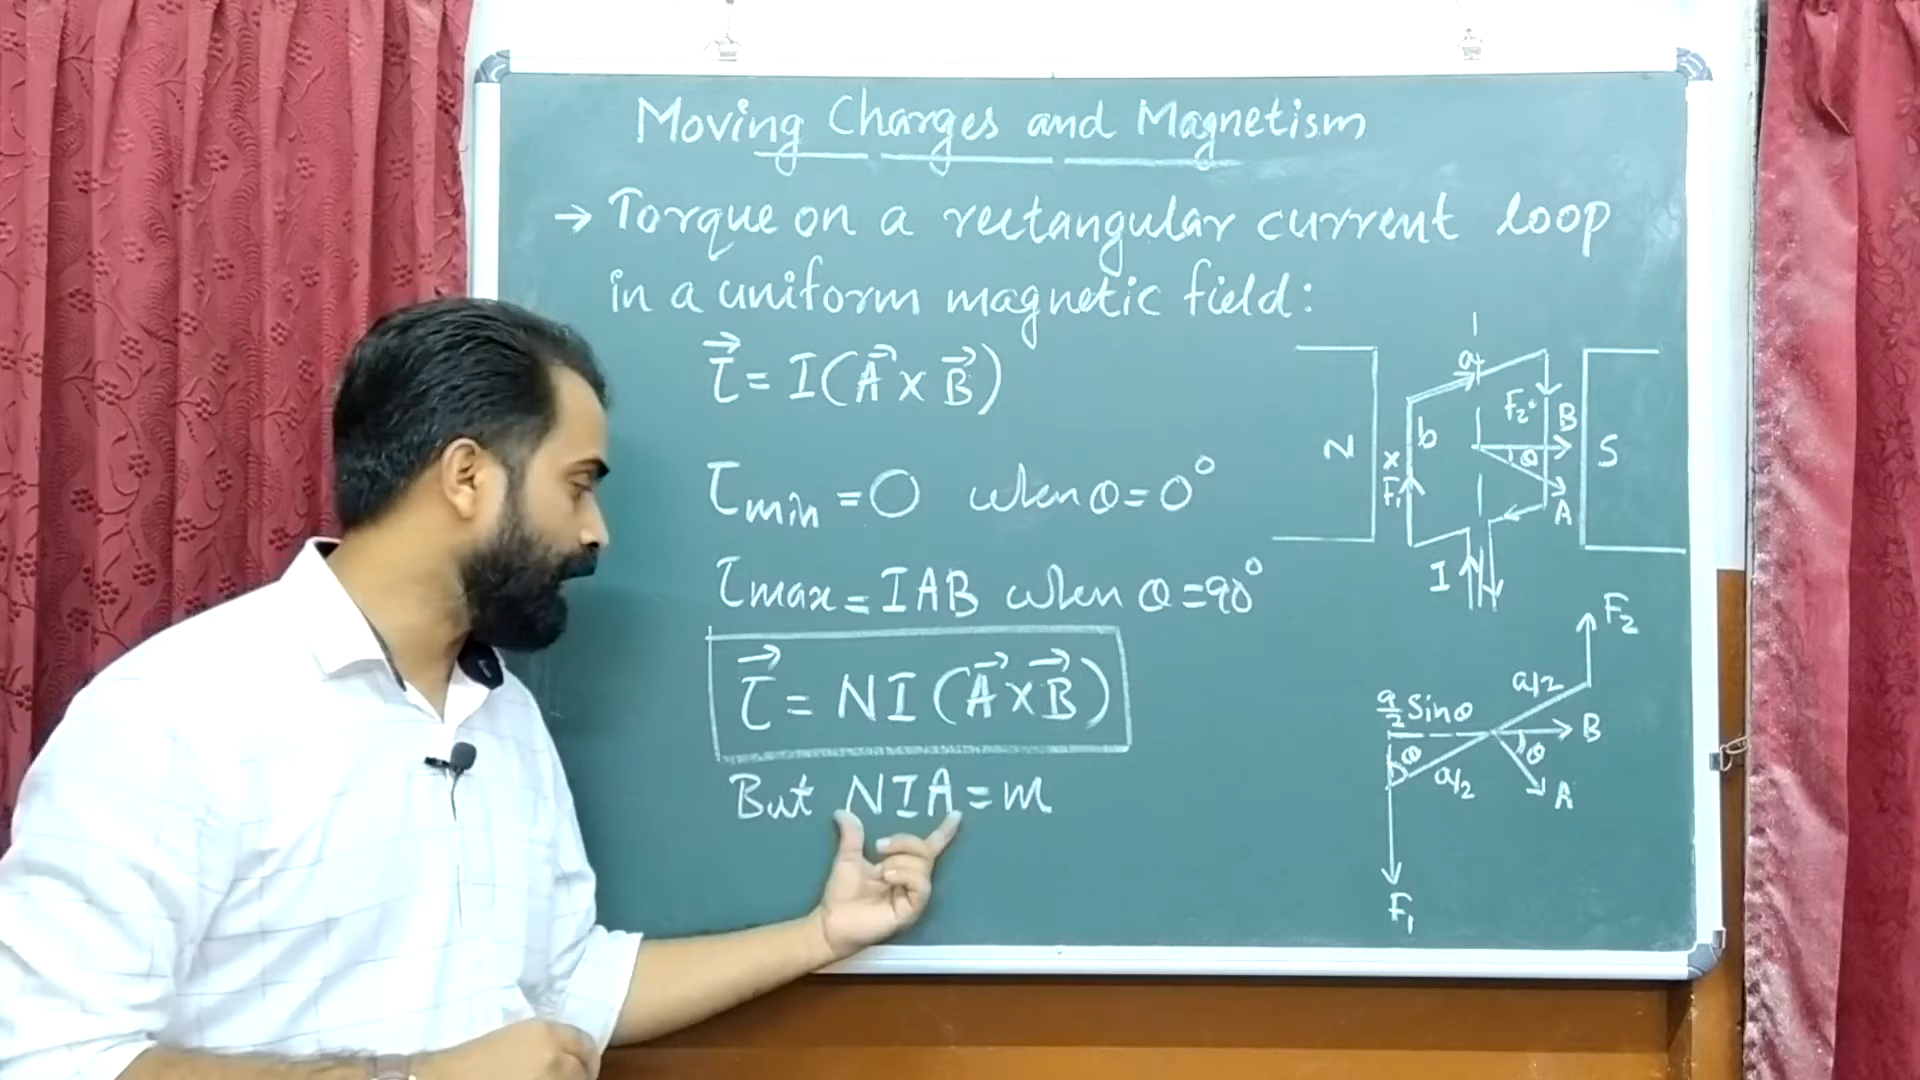 Moving Charges and Magnetism
→ Torque on a rectangular current loop
in a uniform magnetic field:
τ⃗ = I(A⃗ x B⃗)
τmin = 0 when θ = 0°
τmax = IAB when θ = 90°
τ⃗ = NI(A⃗ x B⃗)
But NIA = m
N
S
a
b
x
F₁
F₂
B
θ
A
I
F₂
a/2
a/2 Sinθ
B
θ
θ
a/2
A
F₁